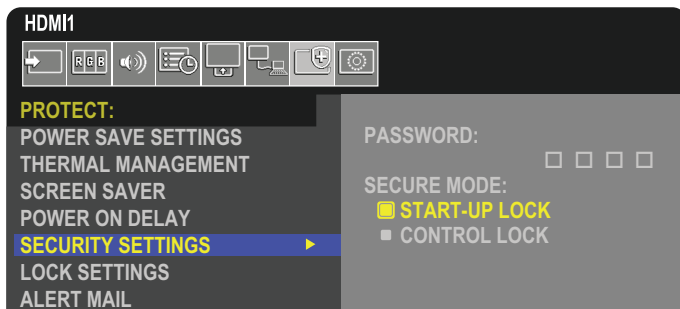 HDMI1
R G B
PROTECT:
POWER SAVE SETTINGS
THERMAL MANAGEMENT
SCREEN SAVER
POWER ON DELAY
SECURITY SETTINGS
LOCK SETTINGS
ALERT MAIL
PASSWORD:
SECURE MODE:
START-UP LOCK
CONTROL LOCK